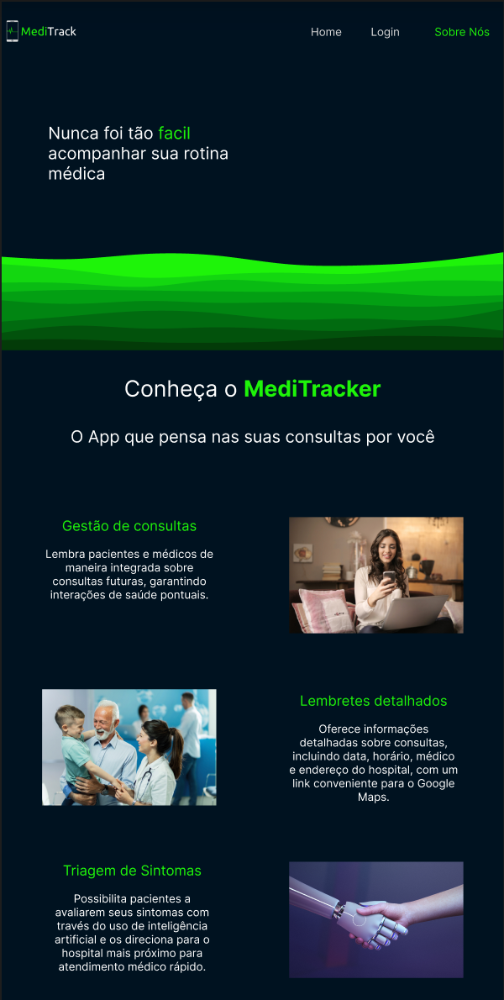 MediTrack
Home Login Sobre Nós
Nunca foi tão facil
acompanhar sua rotina
médica
Conheça o MediTracker
O App que pensa nas suas consultas por você
Gestão de consultas
Lembra pacientes e médicos de
maneira integrada sobre
consultas futuras, garantindo
interações de saúde pontuais.
Lembretes detalhados
Oferece informações
detalhadas sobre consultas,
incluindo data, horário, médico
e endereço do hospital, com um
link conveniente para o Google
Maps.
Triagem de Sintomas
Possibilita pacientes a
avaliarem seus sintomas com
través do uso de inteligência
artificial e os direciona para o
hospital mais próximo para
atendimento médico rápido.